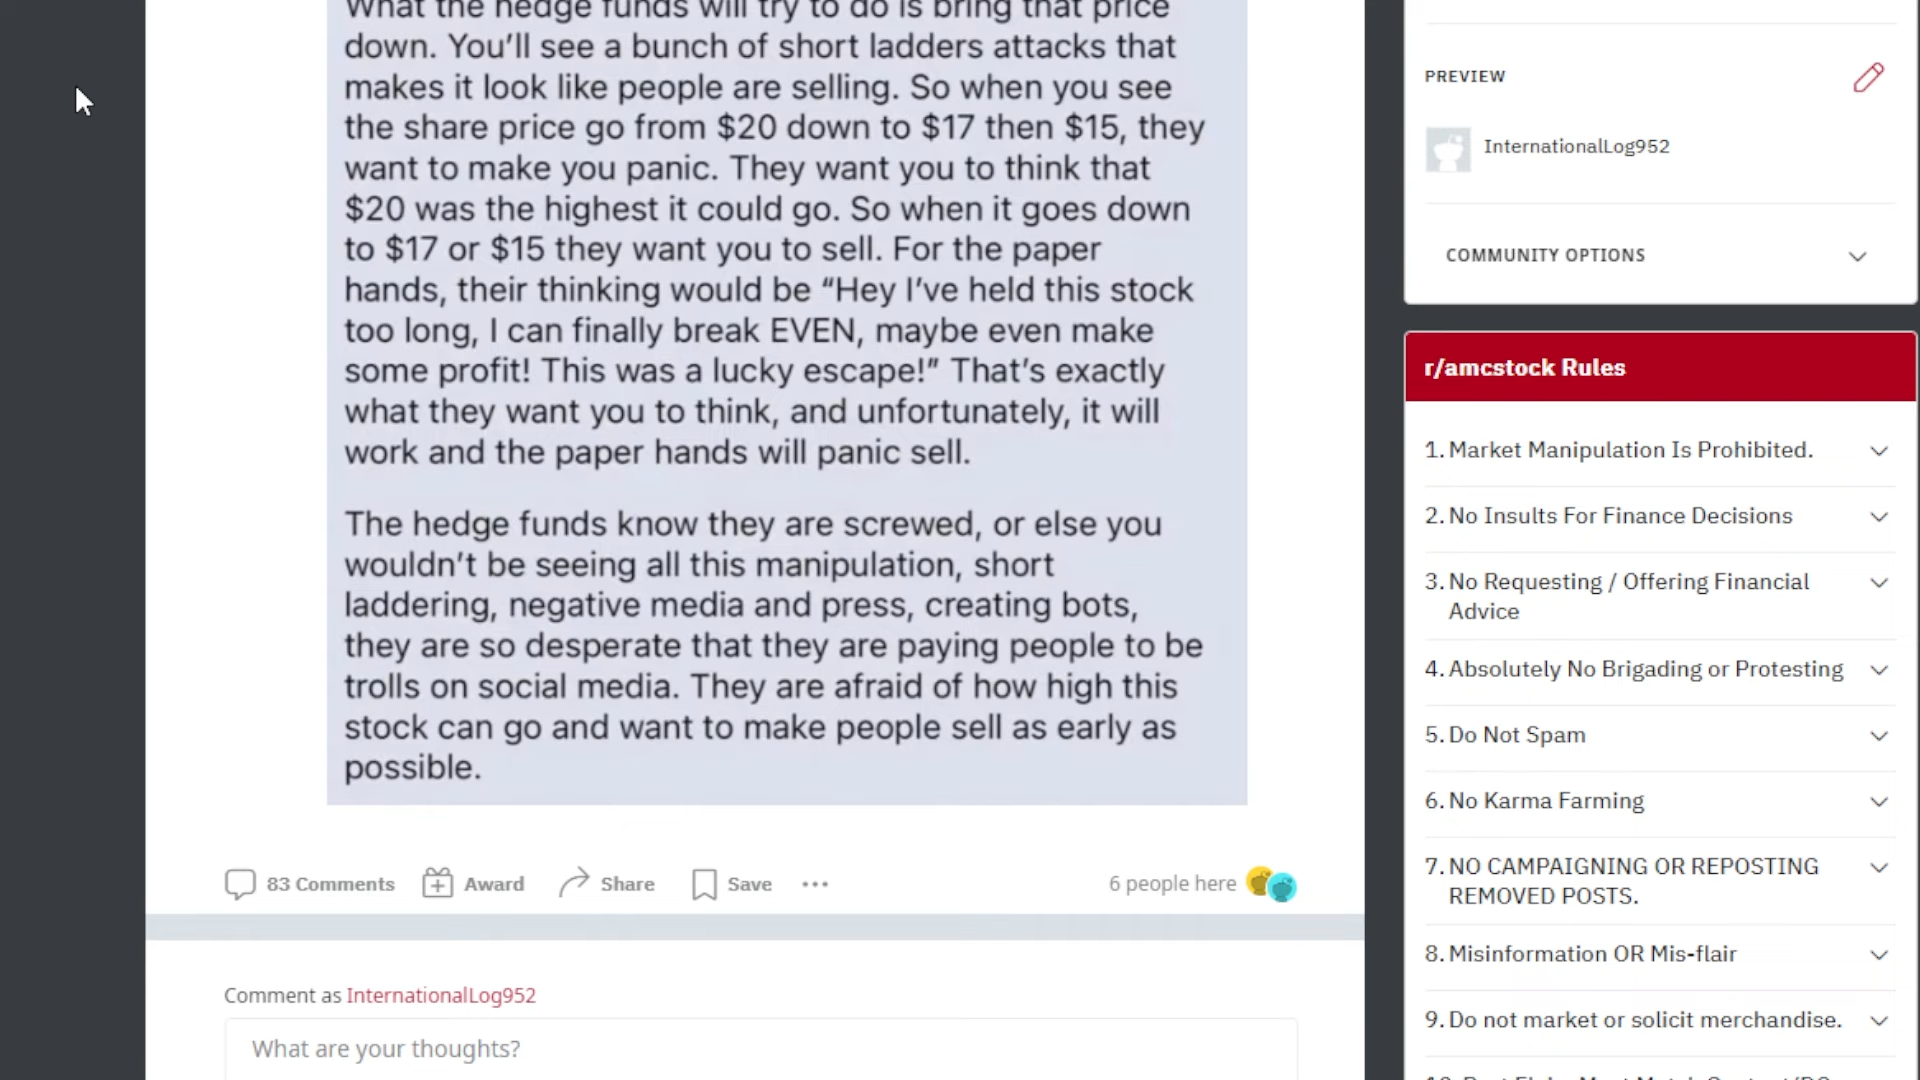 What the hedge funds will try to do is bring that price
down. You’ll see a bunch of short ladders attacks that
makes it look like people are selling. So when you see
the share price go from $20 down to $17 then $15, they
want to make you panic. They want you to think that
$20 was the highest it could go. So when it goes down
to $17 or $15 they want you to sell. For the paper
hands, their thinking would be “Hey I’ve held this stock
too long, I can finally break EVEN, maybe even make
some profit! This was a lucky escape!” That’s exactly
what they want you to think, and unfortunately, it will
work and the paper hands will panic sell.
The hedge funds know they are screwed, or else you
wouldn’t be seeing all this manipulation, short
laddering, negative media and press, creating bots,
they are so desperate that they are paying people to be
trolls on social media. They are afraid of how high this
stock can go and want to make people sell as early as
possible.
83 Comments Award Share Save ••• 6 people here
Comment as InternationalLog952
What are your thoughts?
PREVIEW
InternationalLog952
COMMUNITY OPTIONS
r/amcstock Rules
1. Market Manipulation Is Prohibited.
2. No Insults For Finance Decisions
3. No Requesting / Offering Financial
Advice
4. Absolutely No Brigading or Protesting
5. Do Not Spam
6. No Karma Farming
7. NO CAMPAIGNING OR REPOSTING
REMOVED POSTS.
8. Misinformation OR Mis-flair
9. Do not market or solicit merchandise.